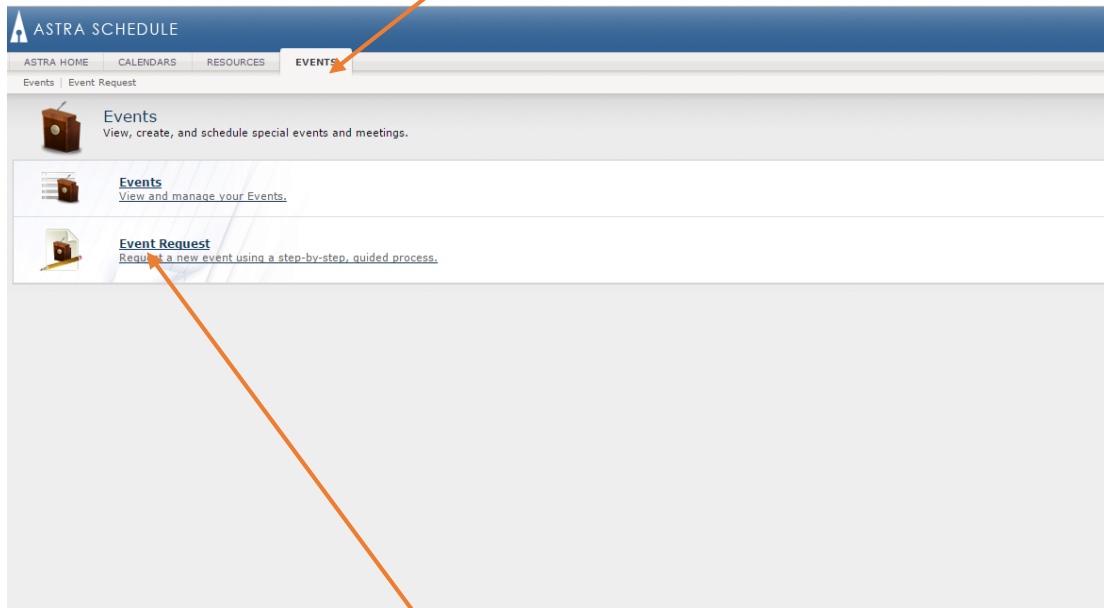 ASTRA SCHEDULE
ASTRA HOME CALENDARS RESOURCES EVENTS
Events | Event Request
Events
View, create, and schedule special events and meetings.
Events
View and manage your Events.
Event Request
Request a new event using a step-by-step, guided process.